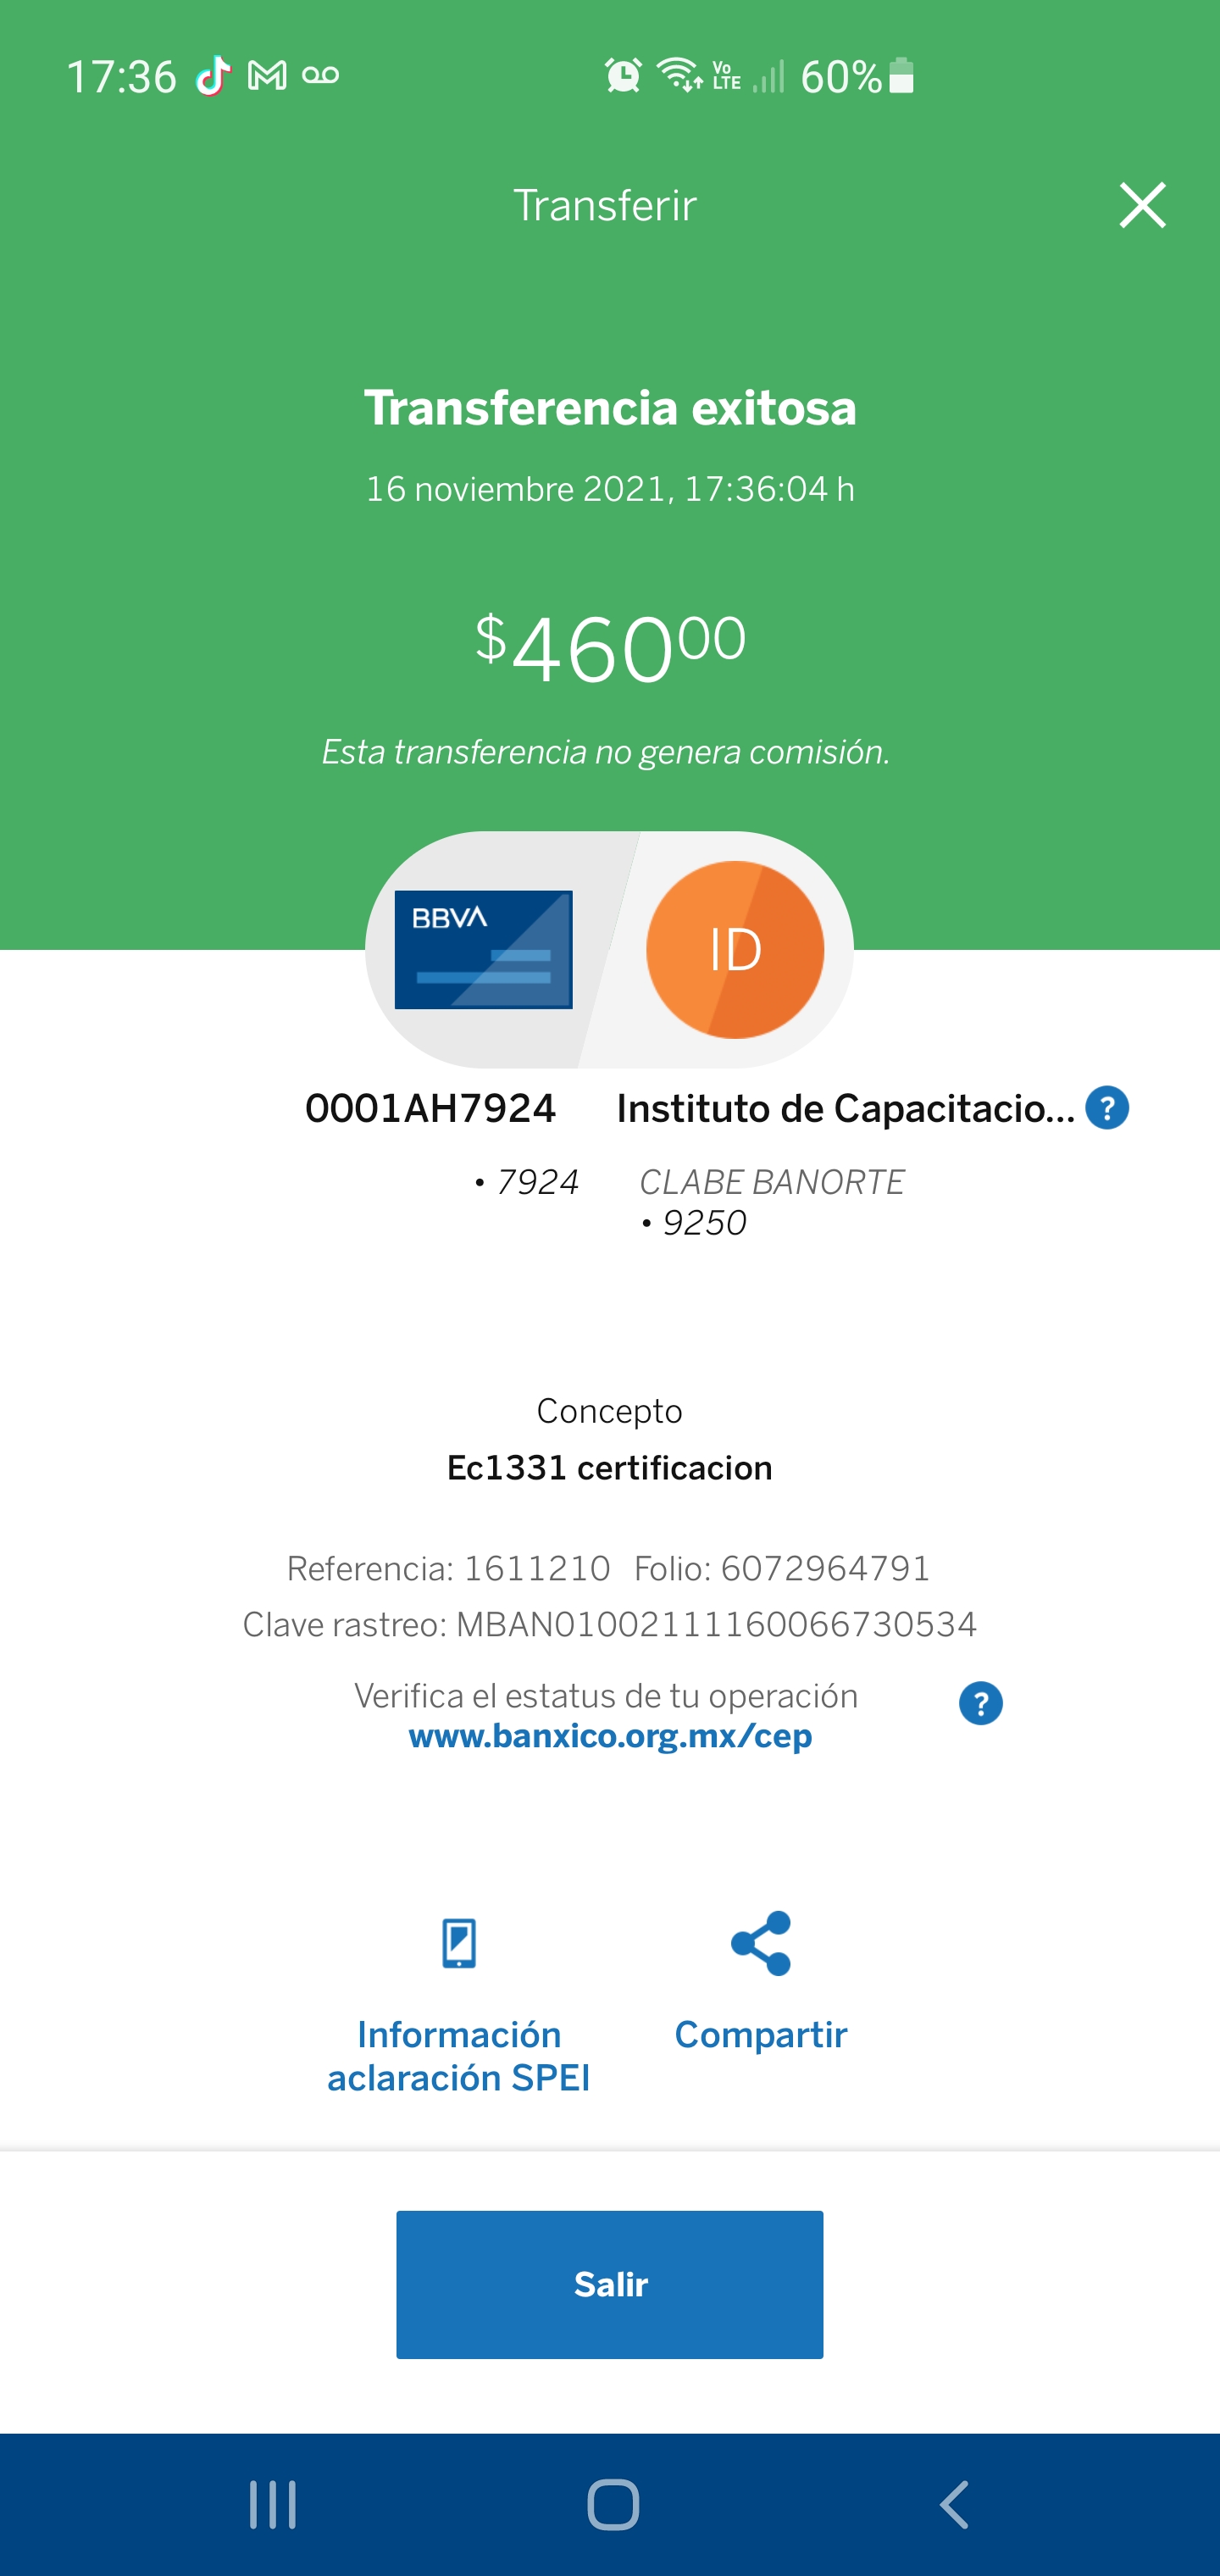 17:36
Vo
LTE
60%
Transferir
Transferencia exitosa
16 noviembre 2021, 17:36:04 h
$460 00
Esta transferencia no genera comisión.
BBVA
ID
0001AH7924 Instituto de Capacitacio... ?
• 7924 CLABE BANORTE
• 9250
Concepto
Ec1331 certificacion
Referencia: 1611210 Folio: 6072964791
Clave rastreo: MBAN01002111160066730534
Verifica el estatus de tu operación ?
www.banxico.org.mx/cep
Información Compartir
aclaración SPEI
Salir